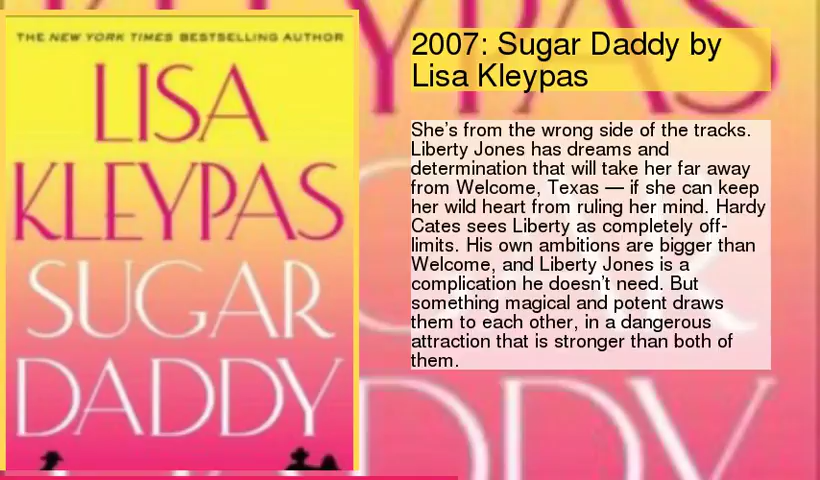 THE NEW YORK TIMES BESTSELLING AUTHOR
LISA
KLEYPAS
SUGAR
DADDY
2007: Sugar Daddy by
Lisa Kleypas
She's from the wrong side of the tracks.
Liberty Jones has dreams and
determination that will take her far away
from Welcome, Texas — if she can keep
her wild heart from ruling her mind. Hardy
Cates sees Liberty as completely off-
limits. His own ambitions are bigger than
Welcome, and Liberty Jones is a
complication he doesn't need. But
something magical and potent draws
them to each other, in a dangerous
attraction that is stronger than both of
them.